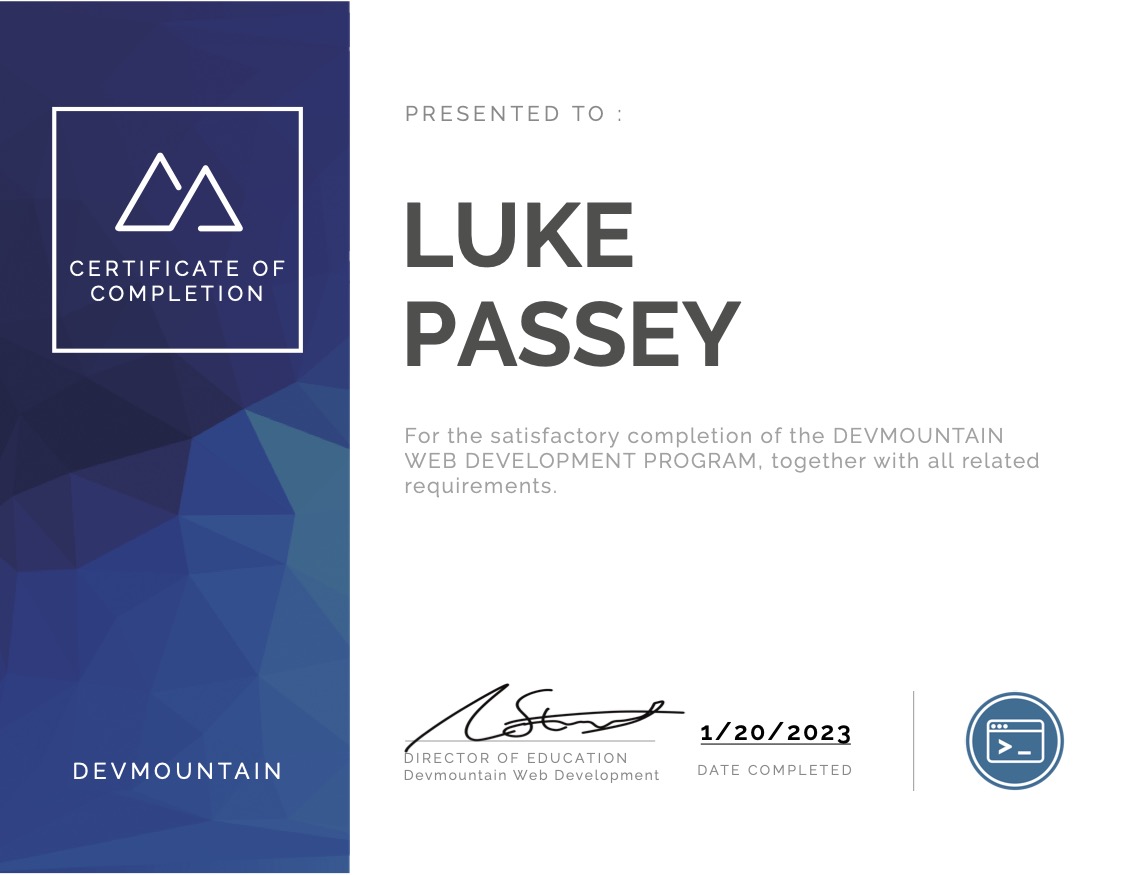 CERTIFICATE OF
COMPLETION
DEVMOUNTAIN
PRESENTED TO :
LUKE
PASSEY
For the satisfactory completion of the DEVMOUNTAIN
WEB DEVELOPMENT PROGRAM, together with all related
requirements.
DIRECTOR OF EDUCATION
Devmountain Web Development
1/20/2023
DATE COMPLETED